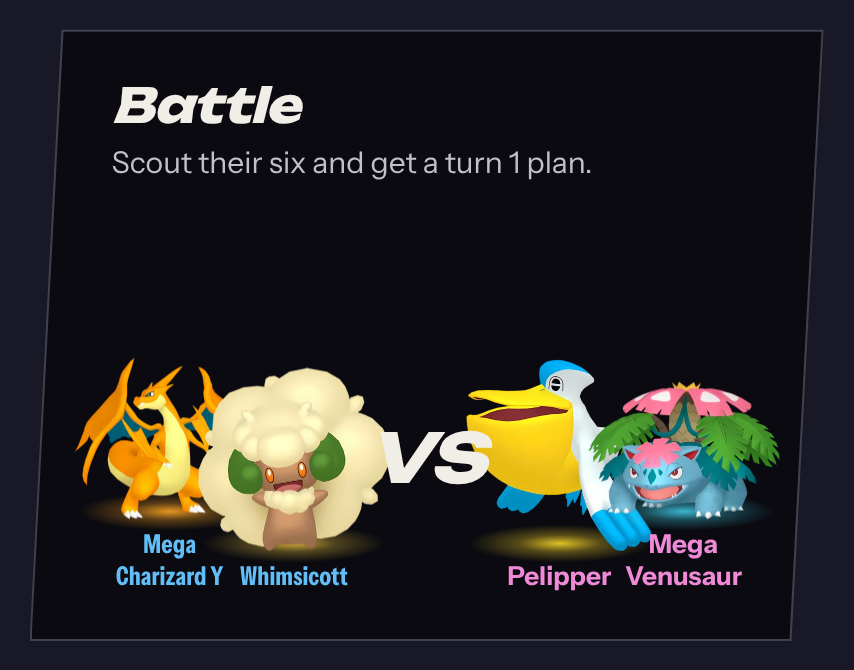 Battle
Scout their six and get a turn 1 plan.
VS
Mega
Charizard Y
Whimsicott
Pelipper
Mega
Venusaur